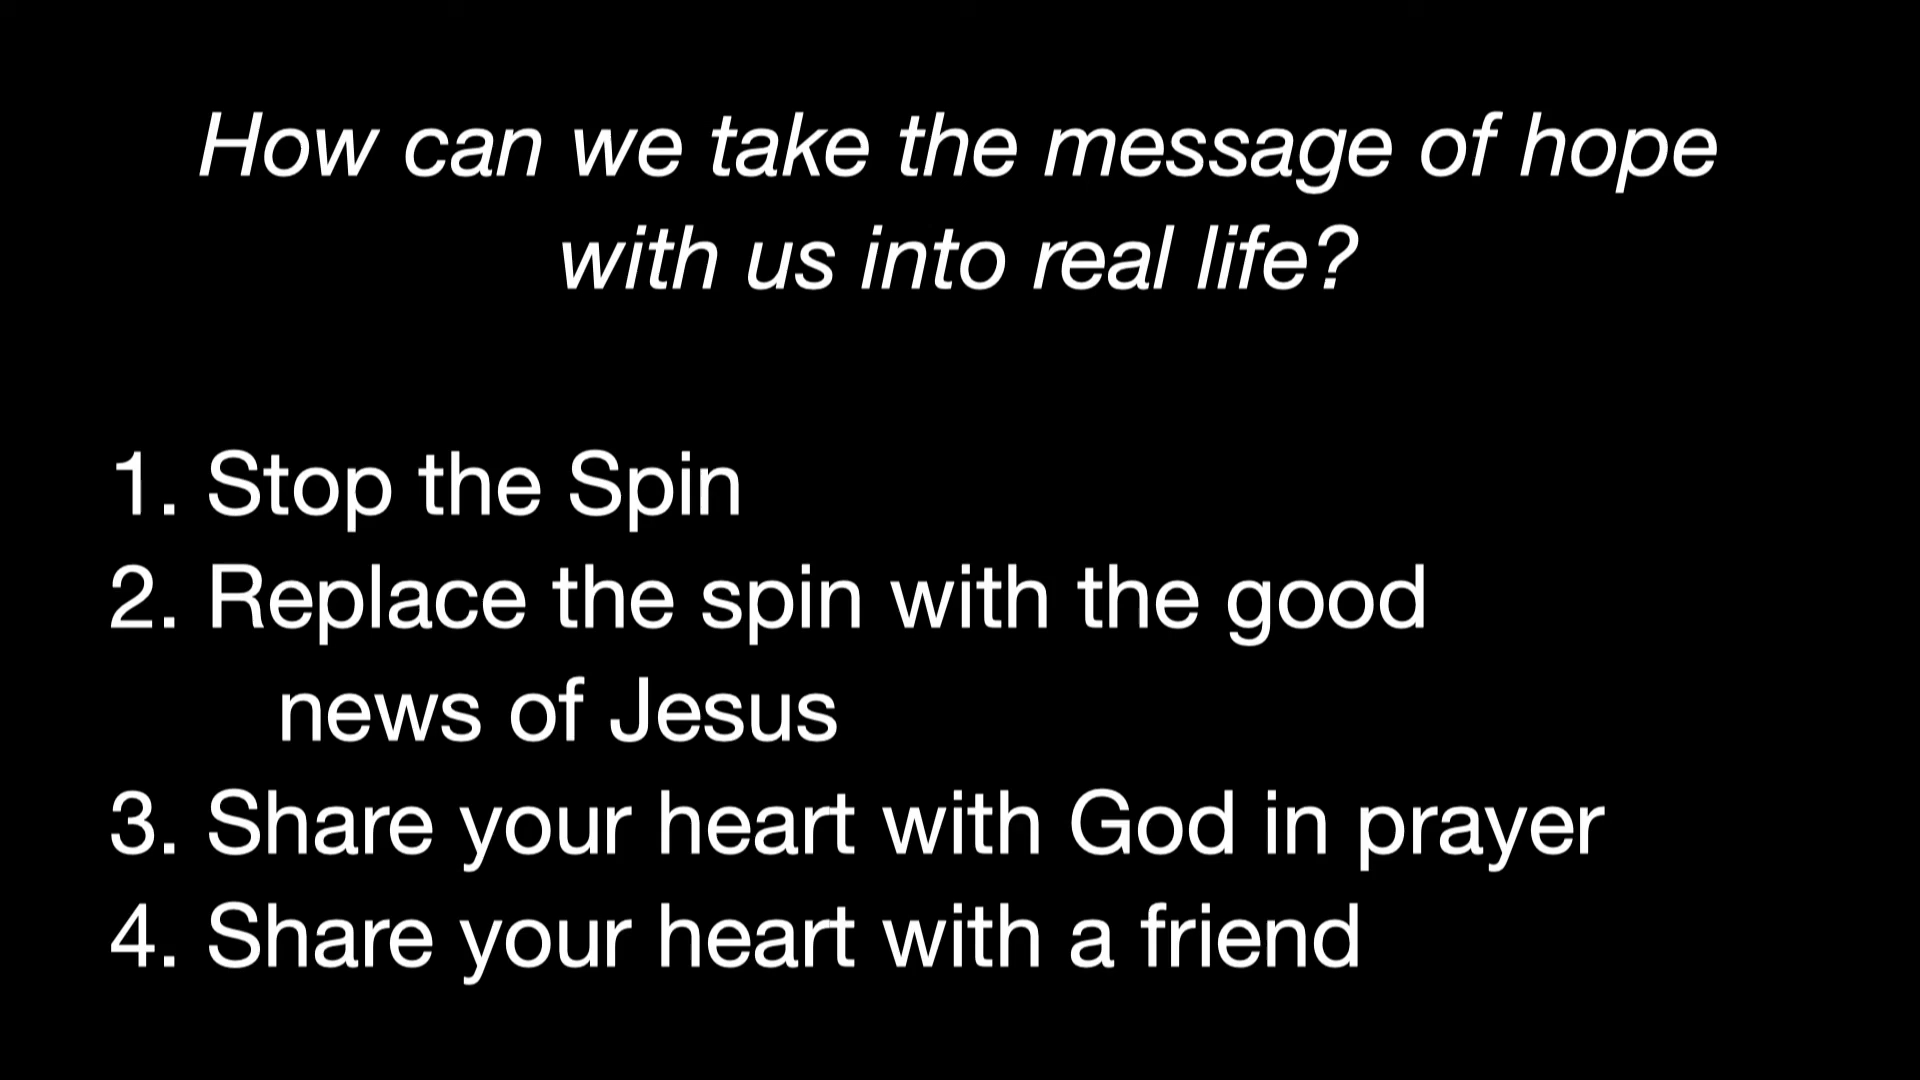 How can we take the message of hope
with us into real life?
1. Stop the Spin
2. Replace the spin with the good
news of Jesus
3. Share your heart with God in prayer
4. Share your heart with a friend